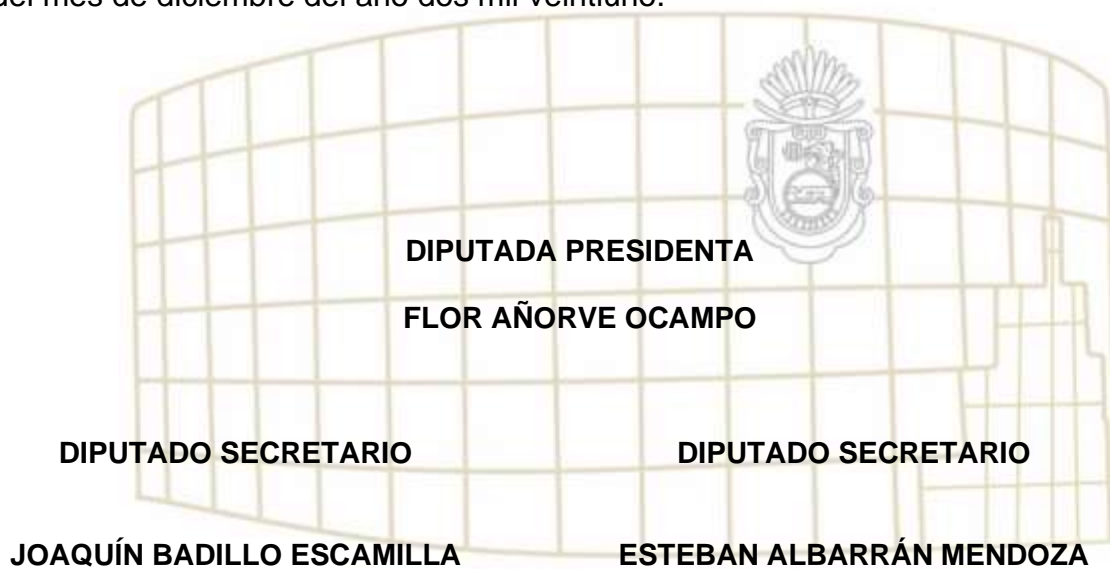 del mes de diciembre del año dos mil veintiuno.
DIPUTADA PRESIDENTA
FLOR AÑORVE OCAMPO
DIPUTADO SECRETARIO DIPUTADO SECRETARIO
JOAQUÍN BADILLO ESCAMILLA ESTEBAN ALBARRÁN MENDOZA